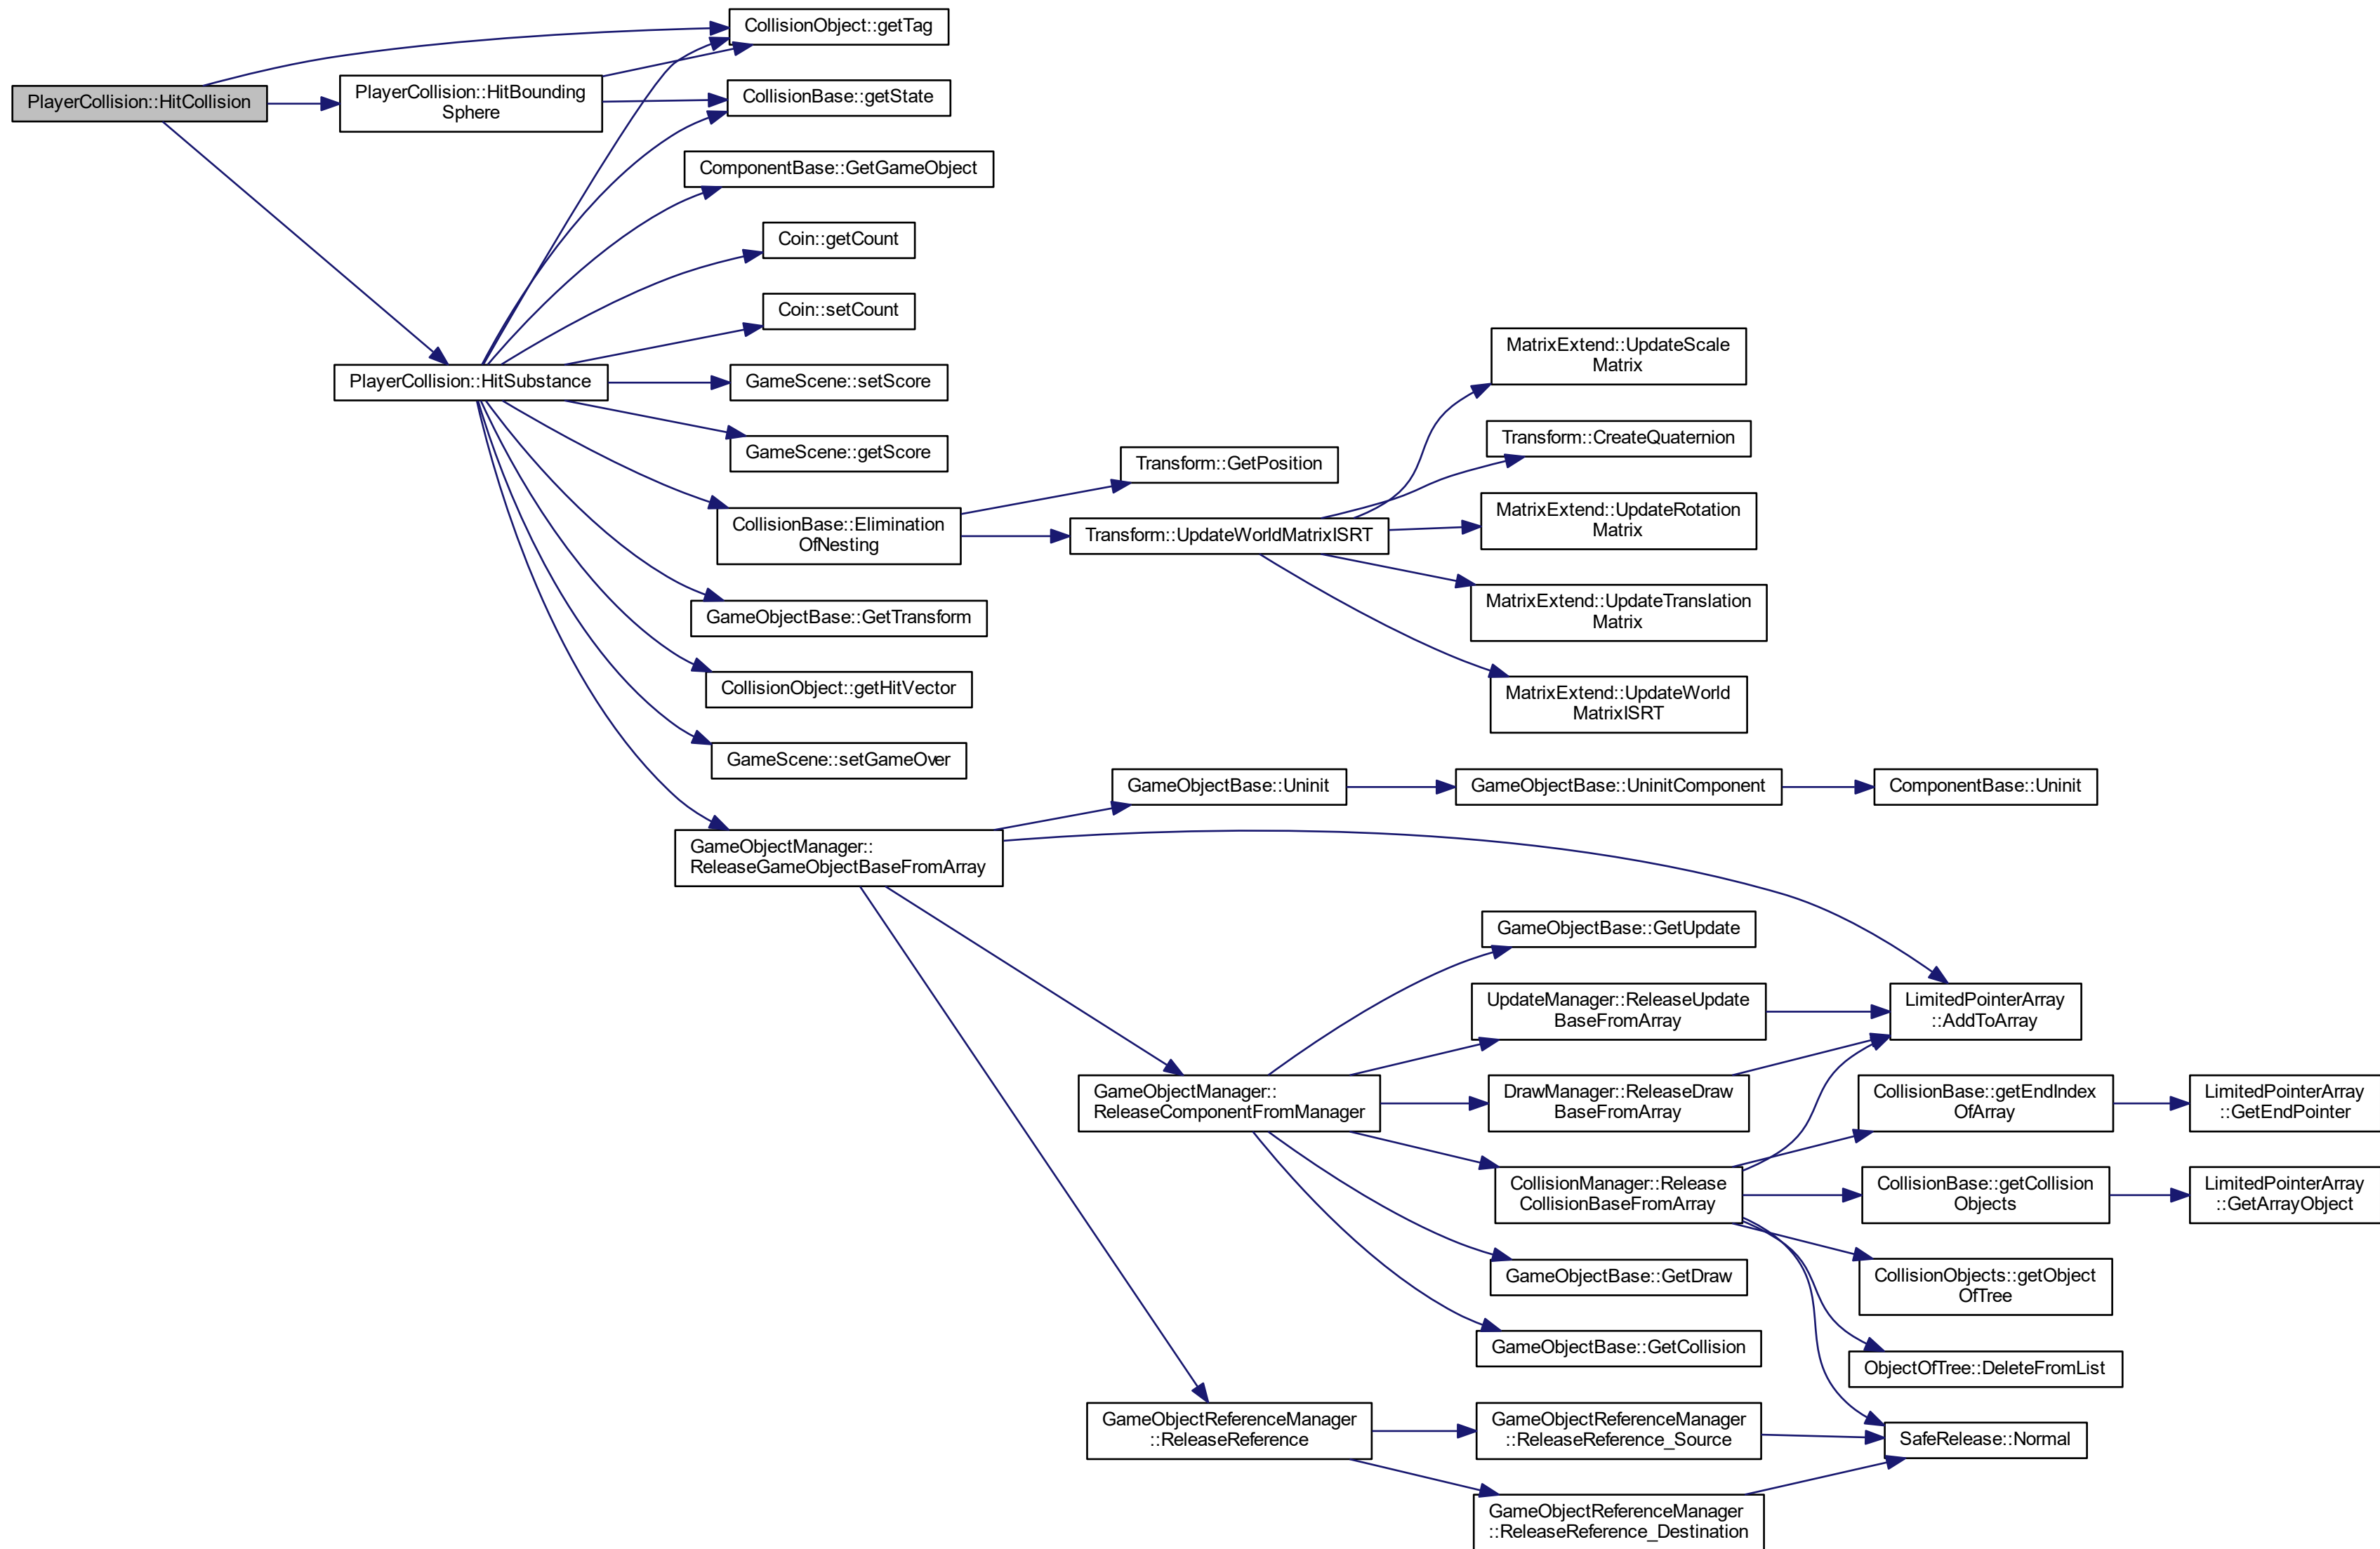 CollisionObject::getTag
PlayerCollision::HitCollision
PlayerCollision::HitBounding
Sphere
CollisionBase::getState
ComponentBase::GetGameObject
Coin::getCount
Coin::setCount
PlayerCollision::HitSubstance
GameScene::setScore
GameScene::getScore
CollisionBase::Elimination
OfNesting
GameObjectBase::GetTransform
CollisionObject::getHitVector
GameScene::setGameOver
GameObjectManager::
ReleaseGameObjectBaseFromArray
Transform::GetPosition
Transform::UpdateWorldMatrixISRT
MatrixExtend::UpdateScale
Matrix
Transform::CreateQuaternion
MatrixExtend::UpdateRotation
Matrix
MatrixExtend::UpdateTranslation
Matrix
MatrixExtend::UpdateWorld
MatrixISRT
GameObjectBase::Uninit
GameObjectBase::UninitComponent
ComponentBase::Uninit
GameObjectBase::GetUpdate
UpdateManager::ReleaseUpdate
BaseFromArray
LimitedPointerArray
::AddToArray
GameObjectManager::
ReleaseComponentFromManager
DrawManager::ReleaseDraw
BaseFromArray
CollisionBase::getEndIndex
OfArray
LimitedPointerArray
::GetEndPointer
CollisionManager::Release
CollisionBaseFromArray
CollisionBase::getCollision
Objects
LimitedPointerArray
::GetArrayObject
CollisionObjects::getObject
OfTree
GameObjectBase::GetDraw
GameObjectBase::GetCollision
ObjectOfTree::DeleteFromList
GameObjectReferenceManager
::ReleaseReference
GameObjectReferenceManager
::ReleaseReference_Source
SafeRelease::Normal
GameObjectReferenceManager
::ReleaseReference_Destination